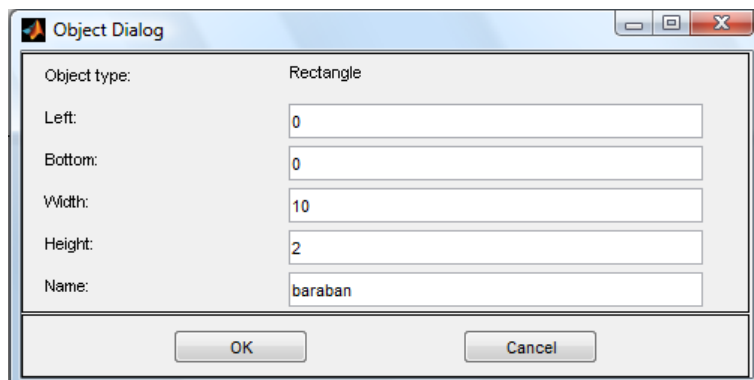 Object Dialog
Object type: Rectangle
Left: 0
Bottom: 0
Width: 10
Height: 2
Name: baraban
OK Cancel